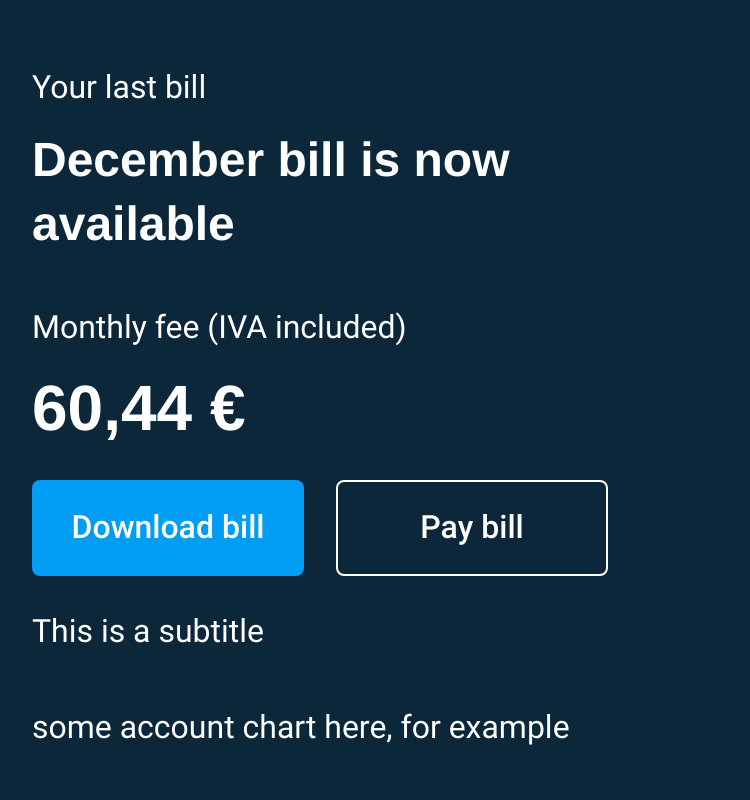 Your last bill
December bill is now
available
Monthly fee (IVA included)
60,44 €
Download bill
Pay bill
This is a subtitle
some account chart here, for example